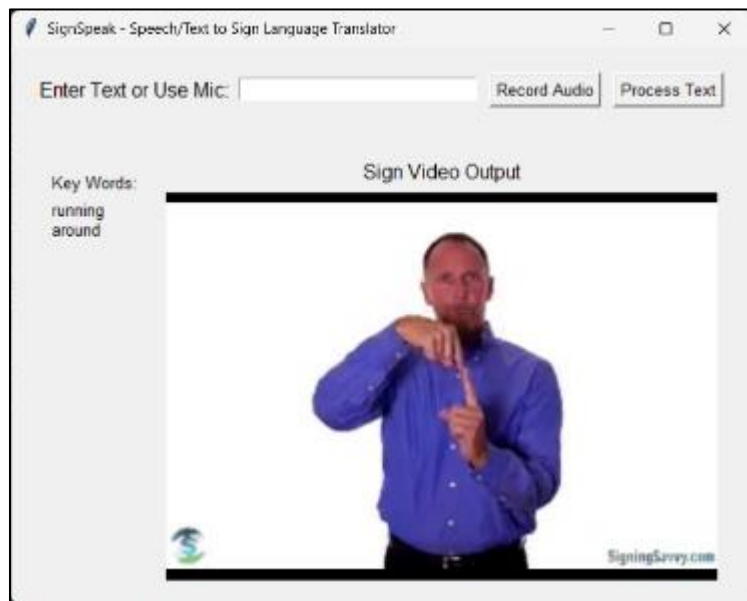 SignSpeak - Speech/Text to Sign Language Translator
Enter Text or Use Mic:
Record Audio
Process Text
Sign Video Output
Key Words:
running
around
SigningSavvy.com